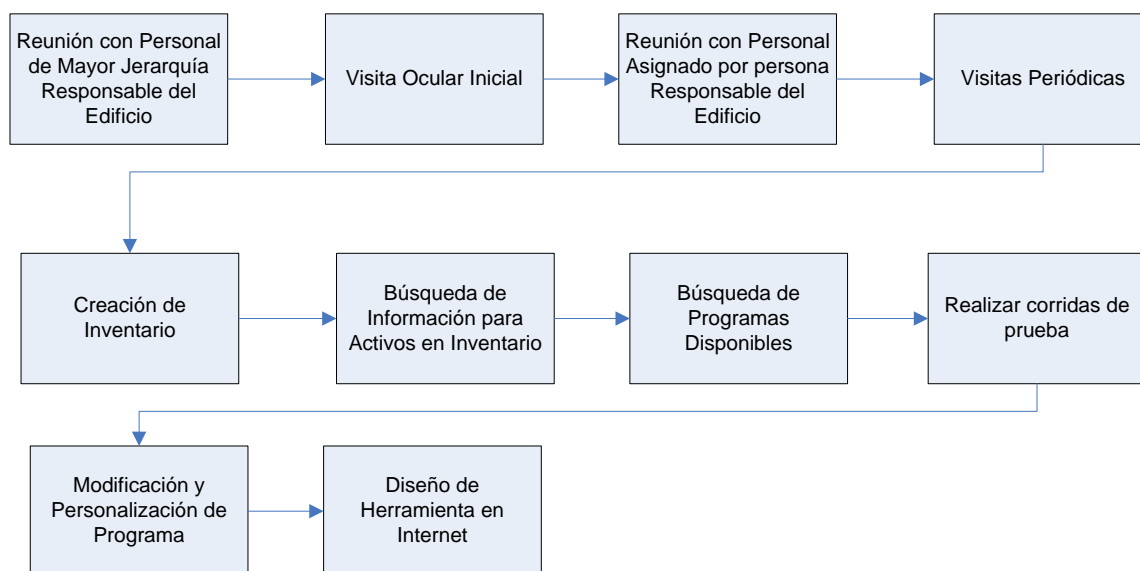 Reunión con Personal
de Mayor Jerarquía
Responsable del
Edificio
Visita Ocular Inicial
Reunión con Personal
Asignado por persona
Responsable del
Edificio
Visitas Periódicas
Creación de
Inventario
Búsqueda de
Información para
Activos en Inventario
Búsqueda de
Programas
Disponibles
Realizar corridas de
prueba
Modificación y
Personalización de
Programa
Diseño de
Herramienta en
Internet